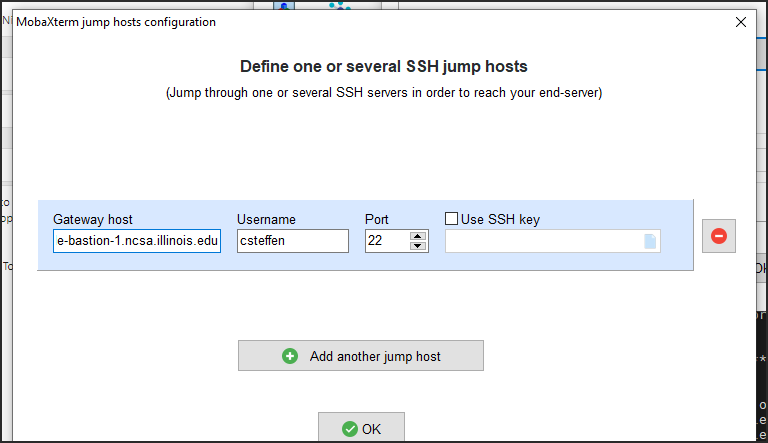 MobaXterm jump hosts configuration
Define one or several SSH jump hosts
(Jump through one or several SSH servers in order to reach your end-server)
Gateway host Username Port Use SSH key
e-bastion-1.ncsa.illinois.edu csteffen 22
Add another jump host
OK